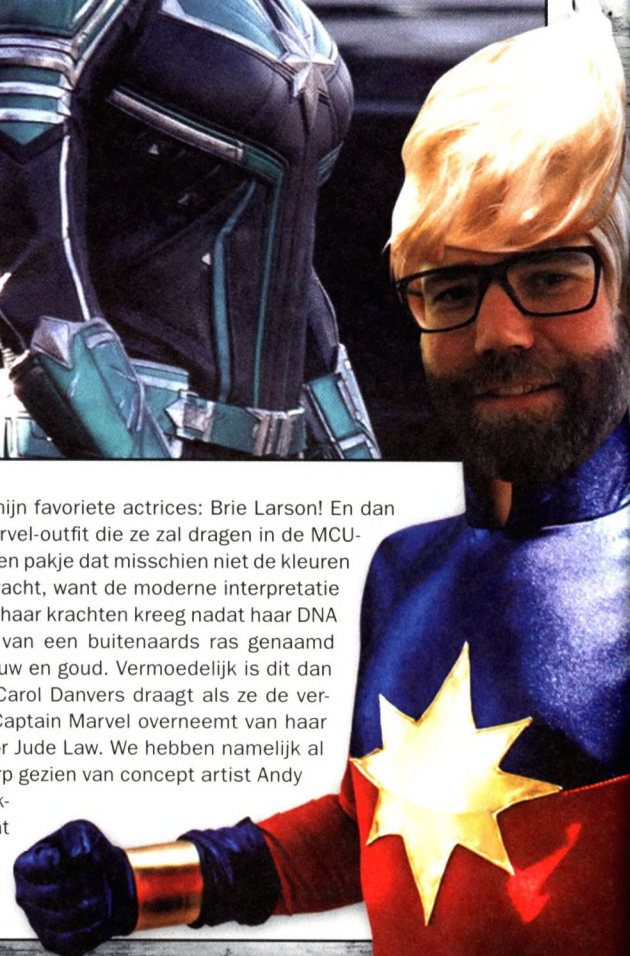 mijn favoriete actrices: Brie Larson! En dan
rvel-outfit die ze zal dragen in de MCU-
en pakje dat misschien niet de kleuren
acht, want de moderne interpretatie
haar krachten kreeg nadat haar DNA
van een buitenaards ras genaamd
uw en goud. Vermoedelijk is dit dan
Carol Danvers draagt als ze de ver-
Captain Marvel overneemt van haar
r Jude Law. We hebben namelijk al
rp gezien van concept artist Andy
k-
t